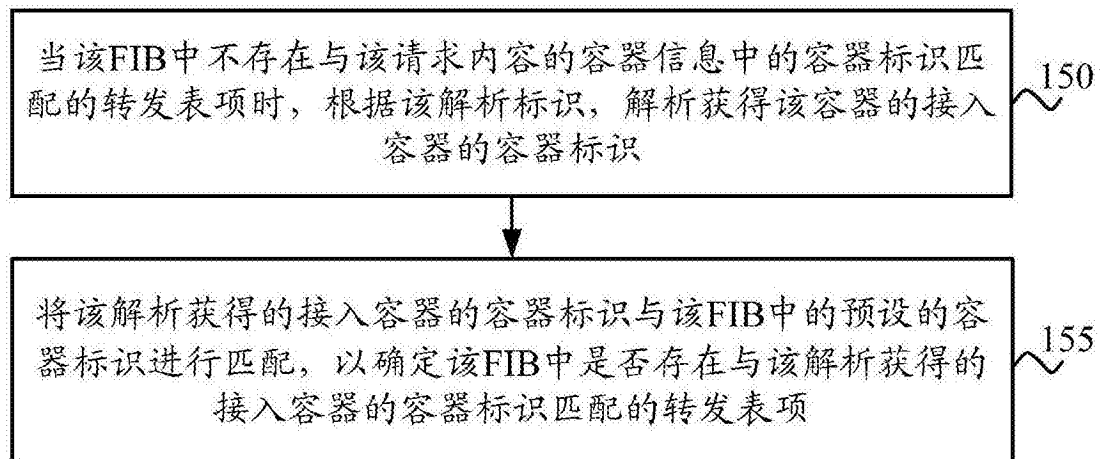 当该FIB中不存在与该请求内容的容器信息中的容器标识匹
配的转发表项时，根据该解析标识，解析获得该容器的接入
容器的容器标识
150
将该解析获得的接入容器的容器标识与该FIB中的预设的容
器标识进行匹配，以确定该FIB中是否存在与该解析获得的
接入容器的容器标识匹配的转发表项
155